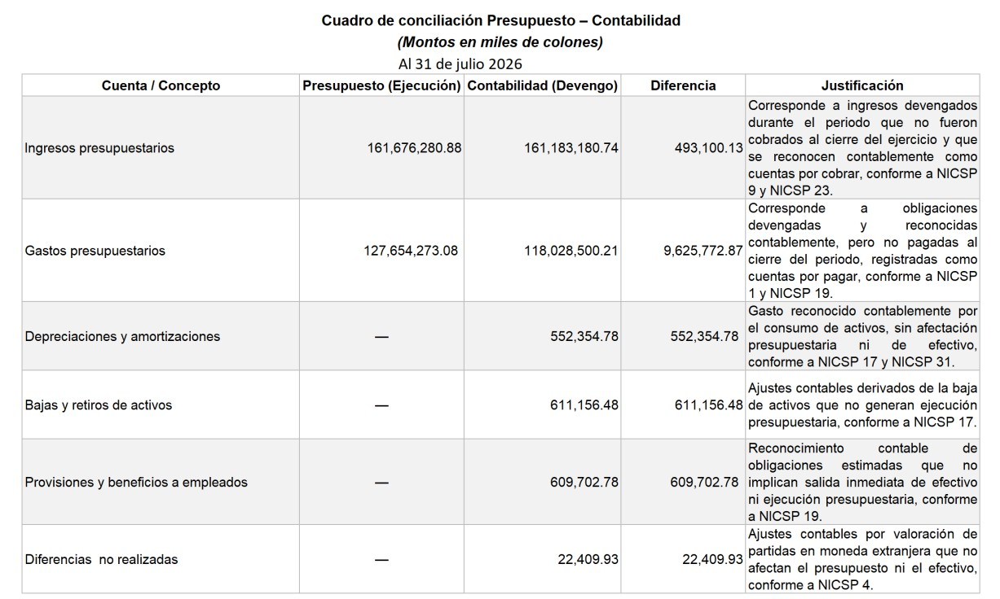 Cuadro de conciliación Presupuesto – Contabilidad
(Montos en miles de colones)
Al 31 de julio 2026
Cuenta / Concepto Presupuesto (Ejecución) Contabilidad (Devengo) Diferencia Justificación
Ingresos presupuestarios 161,676,280.88 161,183,180.74 493,100.13
Corresponde a ingresos devengados
durante el periodo que no fueron
cobrados al cierre del ejercicio y que
se reconocen contablemente como
cuentas por cobrar, conforme a NICSP
9 y NICSP 23.
Gastos presupuestarios 127,654,273.08 118,028,500.21 9,625,772.87
Corresponde a obligaciones
devengadas y reconocidas
contablemente, pero no pagadas al
cierre del periodo, registradas como
cuentas por pagar, conforme a NICSP
1 y NICSP 19.
Depreciaciones y amortizaciones — 552,354.78 552,354.78
Gasto reconocido contablemente por
el consumo de activos, sin afectación
presupuestaria ni de efectivo,
conforme a NICSP 17 y NICSP 31.
Bajas y retiros de activos — 611,156.48 611,156.48
Ajustes contables derivados de la baja
de activos que no generan ejecución
presupuestaria, conforme a NICSP 17.
Provisiones y beneficios a empleados — 609,702.78 609,702.78
Reconocimiento contable de
obligaciones estimadas que no
implican salida inmediata de efectivo
ni ejecución presupuestaria, conforme
a NICSP 19.
Diferencias no realizadas — 22,409.93 22,409.93
Ajustes contables por valoración de
partidas en moneda extranjera que no
afectan el presupuesto ni el efectivo,
conforme a NICSP 4.